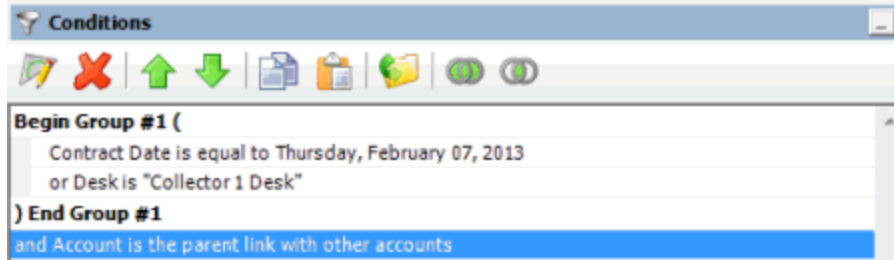 Conditions
Begin Group #1 (
Contract Date is equal to Thursday, February 07, 2013
or Desk is "Collector 1 Desk"
) End Group #1
and Account is the parent link with other accounts